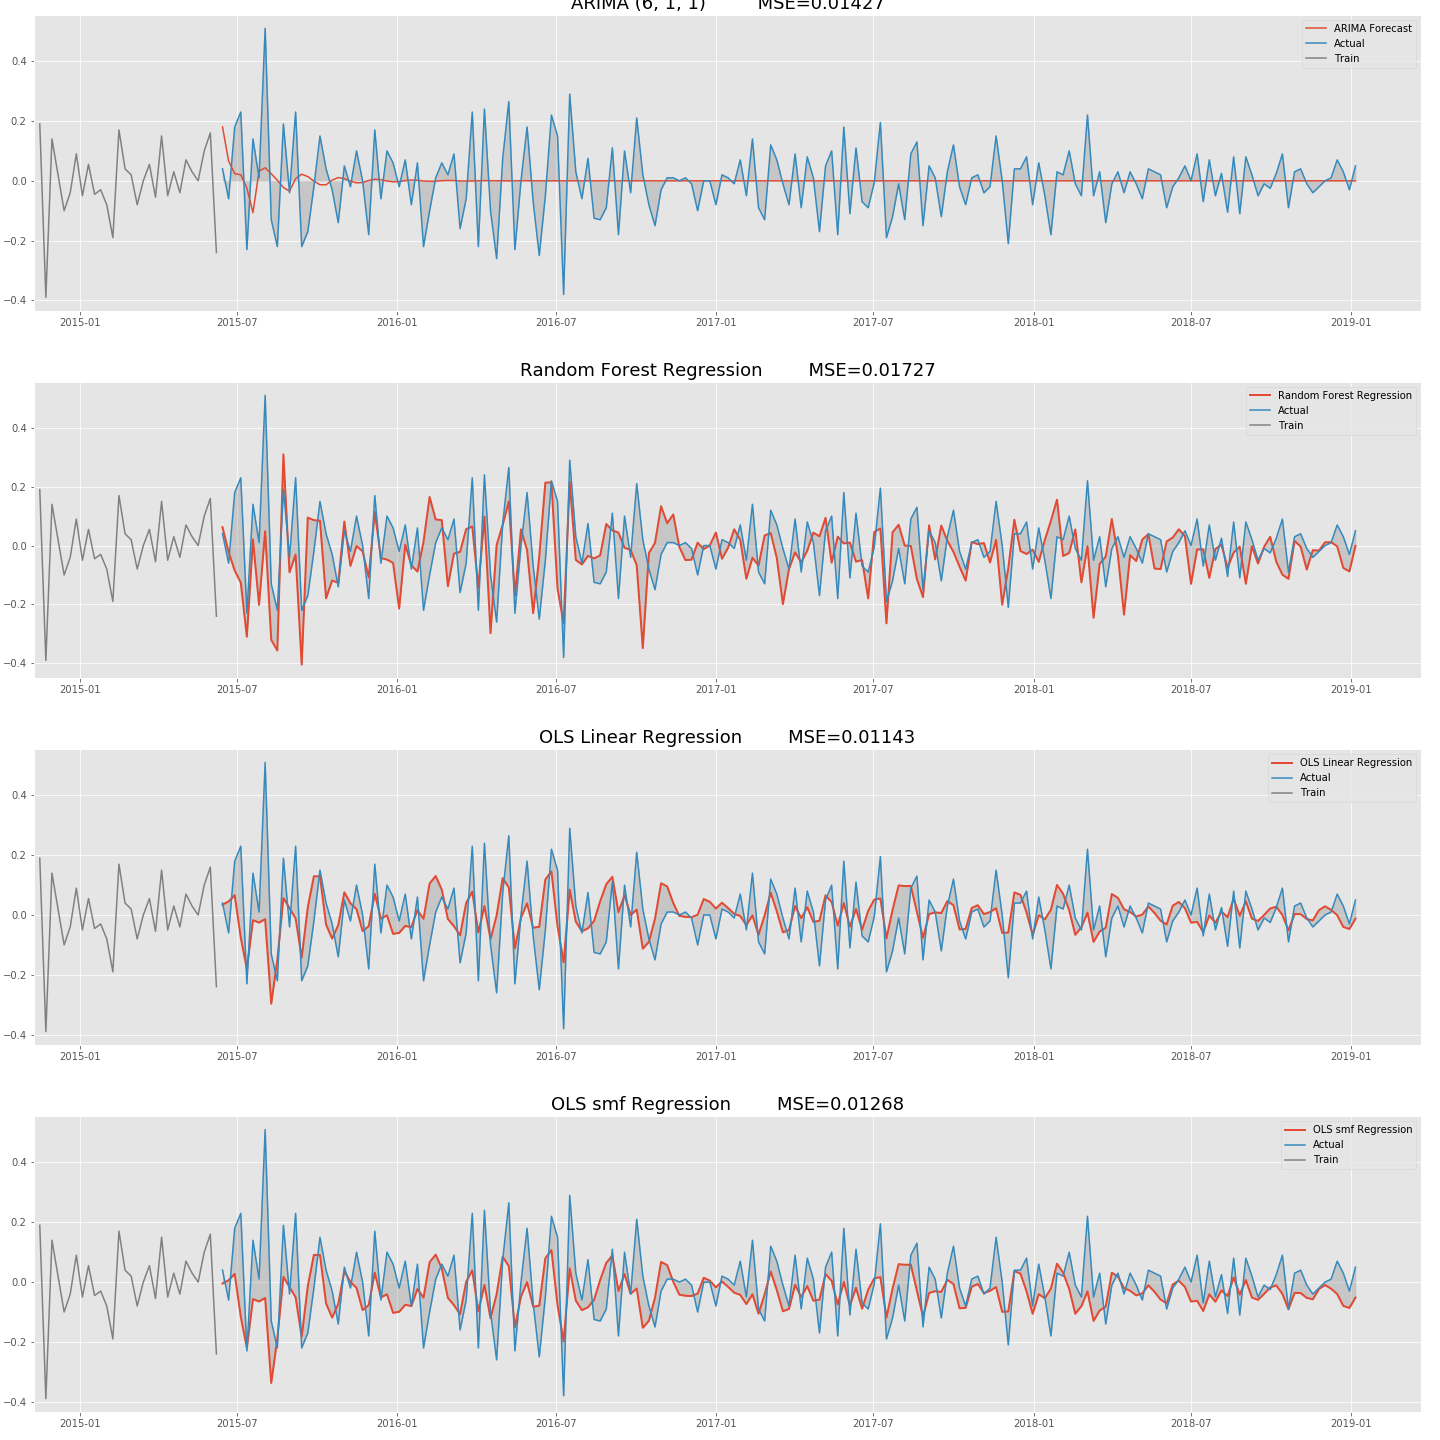 ARIMA (6, 1, 1) MSE=0.01427
ARIMA Forecast
Actual
Train
0.4
0.2
0.0
−0.2
−0.4
2015-01 2015-07 2016-01 2016-07 2017-01 2017-07 2018-01 2018-07 2019-01
Random Forest Regression MSE=0.01727
Random Forest Regression
Actual
Train
0.4
0.2
0.0
−0.2
−0.4
2015-01 2015-07 2016-01 2016-07 2017-01 2017-07 2018-01 2018-07 2019-01
OLS Linear Regression MSE=0.01143
OLS Linear Regression
Actual
Train
0.4
0.2
0.0
−0.2
−0.4
2015-01 2015-07 2016-01 2016-07 2017-01 2017-07 2018-01 2018-07 2019-01
OLS smf Regression MSE=0.01268
OLS smf Regression
Actual
Train
0.4
0.2
0.0
−0.2
−0.4
2015-01 2015-07 2016-01 2016-07 2017-01 2017-07 2018-01 2018-07 2019-01